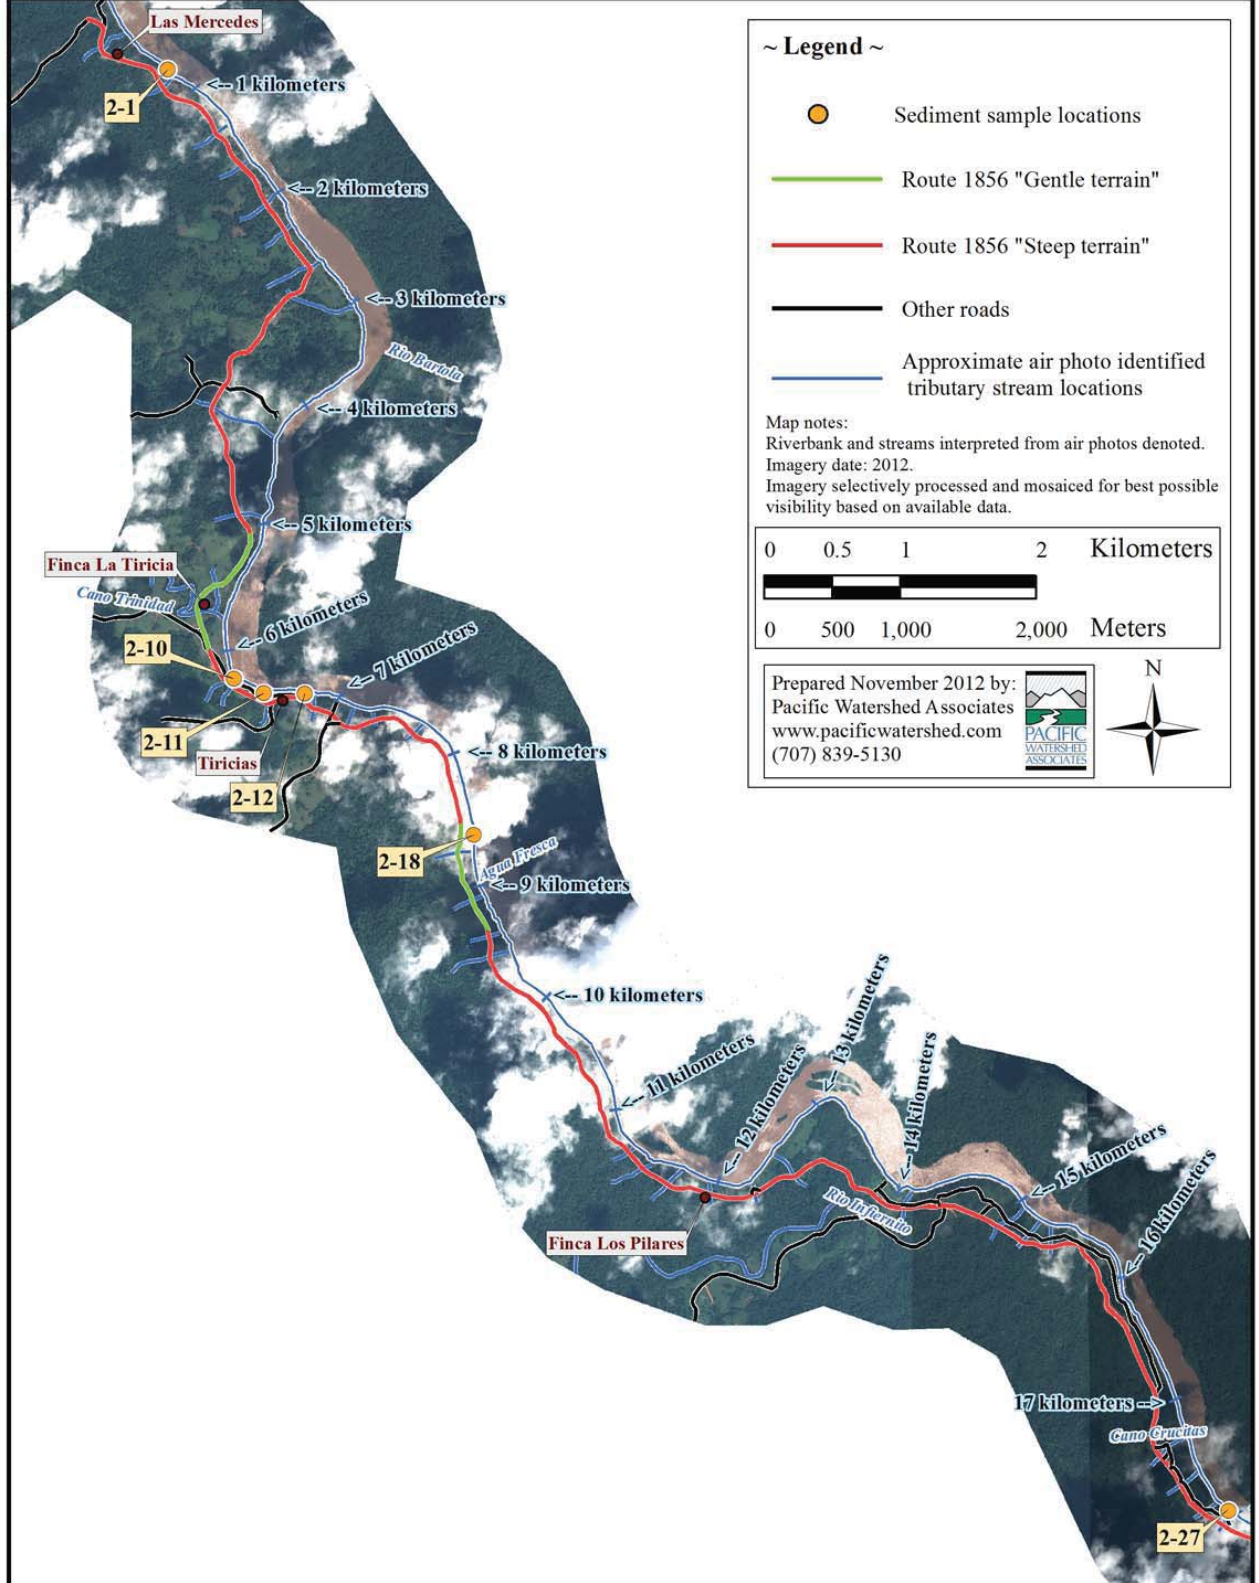 Las Mercedes
2-1
<-- 1 kilometers
<-- 2 kilometers
<-- 3 kilometers
Rio Bartola
<-- 4 kilometers
<-- 5 kilometers
Finca La Tiricia
Cano Trinidad
<-- 6 kilometers
2-10
<-- 7 kilometers
2-11
Tiricias
2-12
<-- 8 kilometers
2-18
Agua Fresca
<-- 9 kilometers
<-- 10 kilometers
<-- 11 kilometers
<-- 12 kilometers
<-- 13 kilometers
<-- 14 kilometers
<-- 15 kilometers
<-- 16 kilometers
Rio Infiernito
Finca Los Pilares
17 kilometers -->
Cano Crucitas
2-27
~ Legend ~
Sediment sample locations
Route 1856 "Gentle terrain"
Route 1856 "Steep terrain"
Other roads
Approximate air photo identified
tributary stream locations
Map notes:
Riverbank and streams interpreted from air photos denoted.
Imagery date: 2012.
Imagery selectively processed and mosaiced for best possible
visibility based on available data.
0 0.5 1 2 Kilometers
0 500 1,000 2,000 Meters
Prepared November 2012 by:
Pacific Watershed Associates
www.pacificwatershed.com
(707) 839-5130
PACIFIC
WATERSHED
ASSOCIATES
N